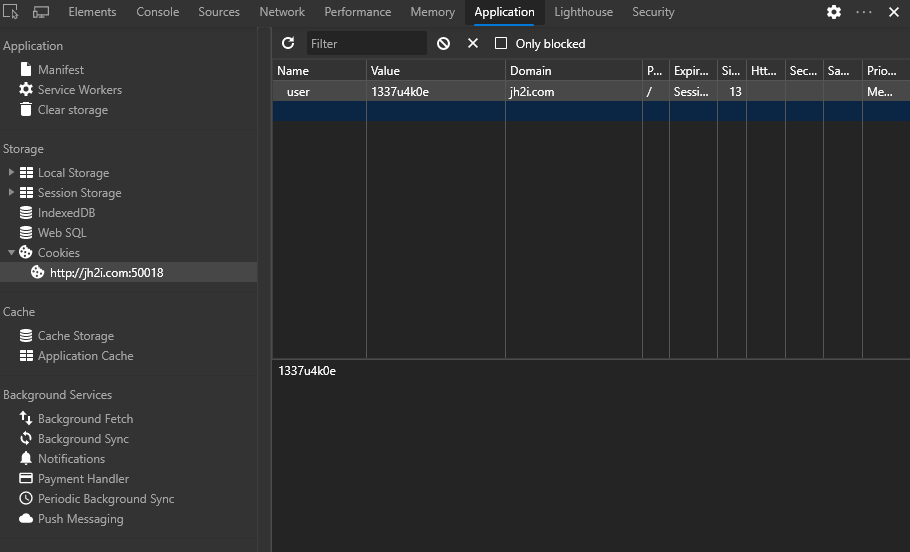 Elements Console Sources Network Performance Memory Application Lighthouse Security
Application
Manifest
Service Workers
Clear storage
Storage
Local Storage
Session Storage
IndexedDB
Web SQL
Cookies
http://jh2i.com:50018
Cache
Cache Storage
Application Cache
Background Services
Background Fetch
Background Sync
Notifications
Payment Handler
Periodic Background Sync
Push Messaging
Filter Only blocked
Name Value Domain P... Expir... Si... Htt... Sec... Sa... Prio...
user 1337u4k0e jh2i.com / Sessi... 13 Me...
1337u4k0e